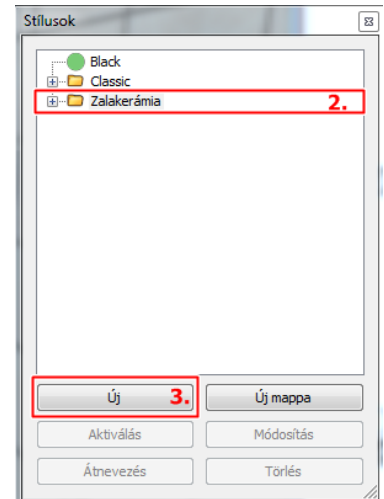 Stílusok
Black
Classic
Zalakerámia 2.
Új 3. Új mappa
Aktiválás Módosítás
Átnevezés Törlés